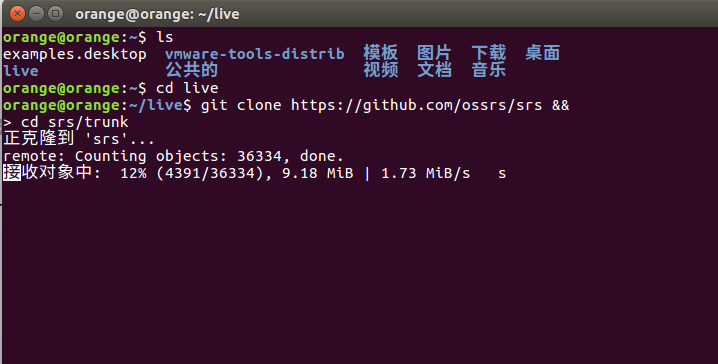 orange@orange: ~/live
orange@orange:~$ ls
examples.desktop  vmware-tools-distrib  模板  图片  下载  桌面
live              公共的                视频  文档  音乐
orange@orange:~$ cd live
orange@orange:~/live$ git clone https://github.com/ossrs/srs &&
> cd srs/trunk
正克隆到 'srs'...
remote: Counting objects: 36334, done.
接收对象中:  12% (4391/36334), 9.18 MiB | 1.73 MiB/s   s